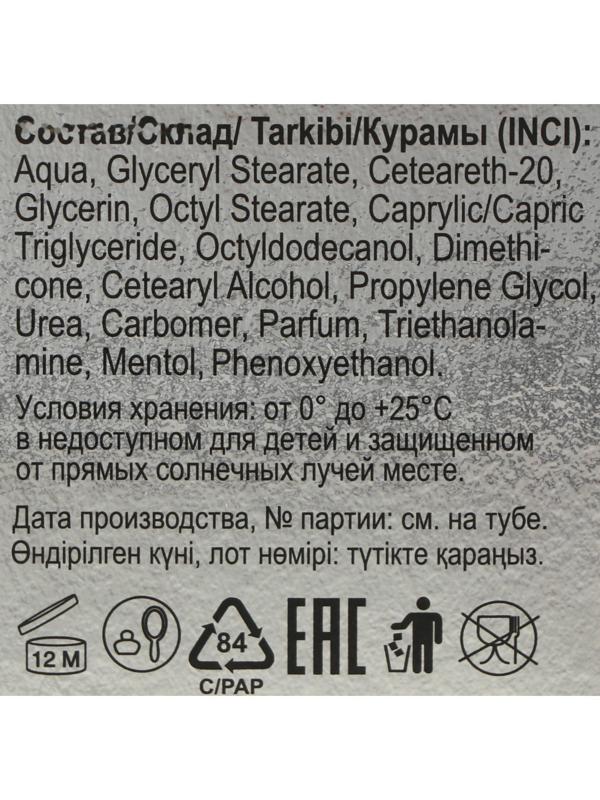 Состав/Склад/ Tarkibi/Курамы (INCI):
Aqua, Glyceryl Stearate, Ceteareth-20,
Glycerin, Octyl Stearate, Caprylic/Capric
Triglyceride, Octyldodecanol, Dimethi-
cone, Cetearyl Alcohol, Propylene Glycol,
Urea, Carbomer, Parfum, Triethanola-
mine, Mentol, Phenoxyethanol.
Условия хранения: от 0° до +25°С
в недоступном для детей и защищенном
от прямых солнечных лучей месте.
Дата производства, № партии: см. на тубе.
Өндірілген күні, лот нөмірі: түтікте қараңыз.
12 M
84
EAC
C/PAP